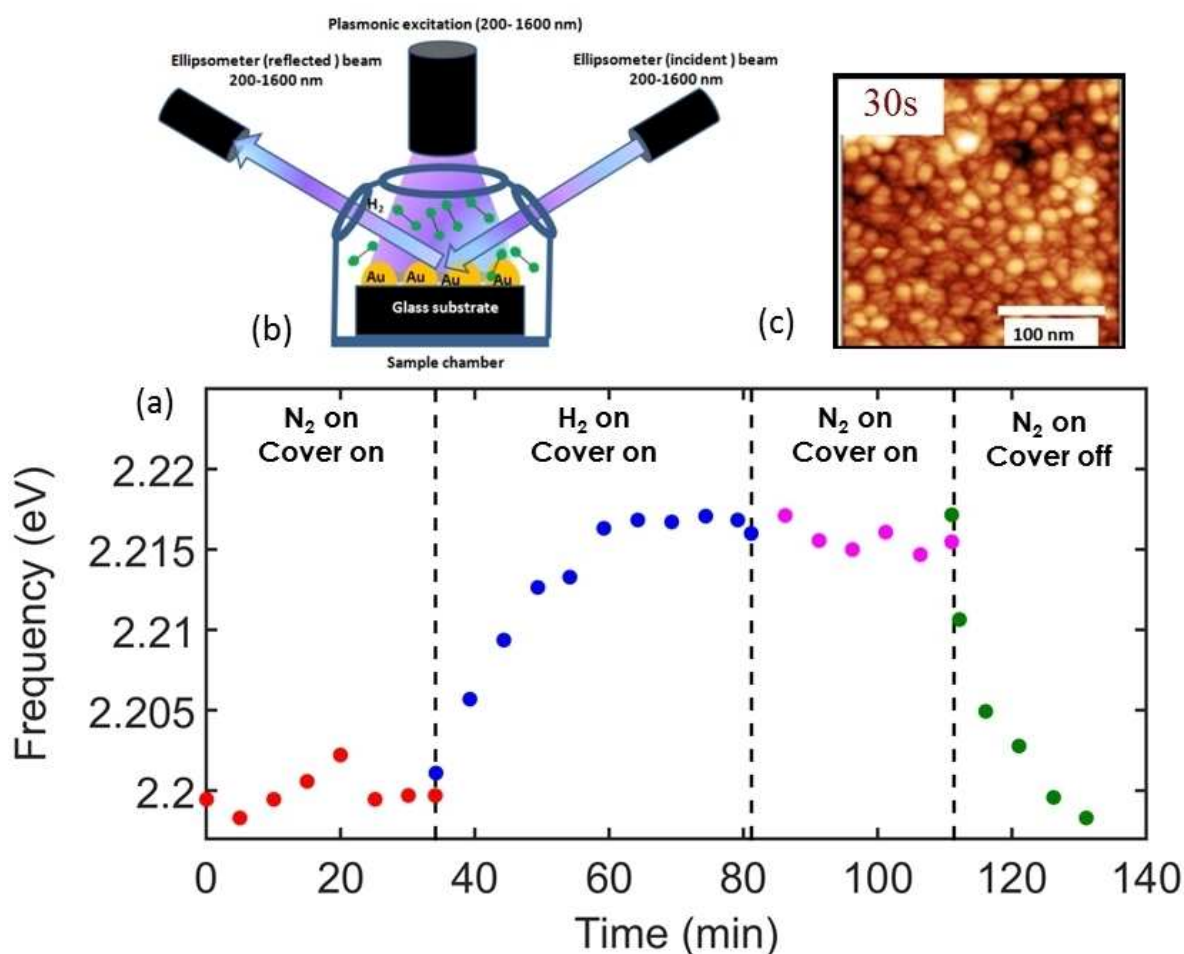 Plasmonic excitation (200- 1600 nm)
Ellipsometer (reflected ) beam
200-1600 nm
Ellipsometer (incident ) beam
200-1600 nm
H₂
Au Au Au Au
Glass substrate
Sample chamber
(b)
30s
100 nm
(c)
(a)
N₂ on
Cover on
H₂ on
Cover on
N₂ on
Cover on
N₂ on
Cover off
Frequency (eV)
2.22
2.215
2.21
2.205
2.2
0 20 40 60 80 100 120 140
Time (min)